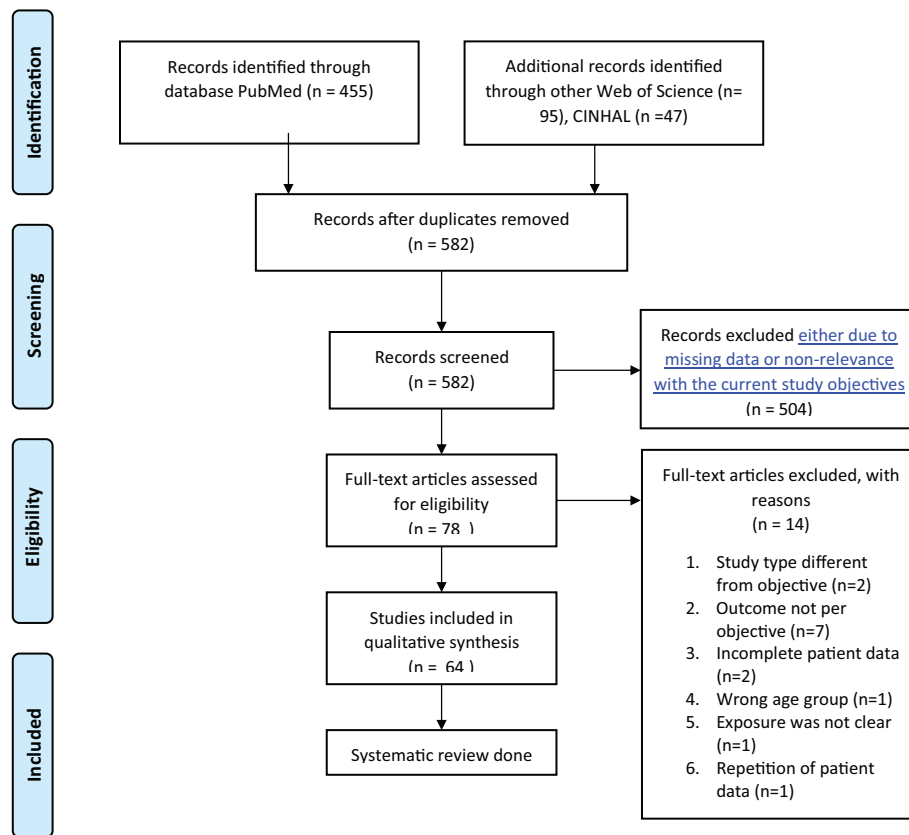 Identification
Records identified through
database PubMed (n = 455)
Additional records identified
through other Web of Science (n=
95), CINHAL (n =47)
Records after duplicates removed
(n = 582)
Screening
Records screened
(n = 582)
Records excluded either due to
missing data or non-relevance
with the current study objectives
(n = 504)
Eligibility
Full-text articles assessed
for eligibility
(n = 78 )
Full-text articles excluded, with
reasons
(n = 14)
1. Study type different
from objective (n=2)
2. Outcome not per
objective (n=7)
3. Incomplete patient data
(n=2)
4. Wrong age group (n=1)
5. Exposure was not clear
(n=1)
6. Repetition of patient
data (n=1)
Studies included in
qualitative synthesis
(n = 64 )
Included
Systematic review done